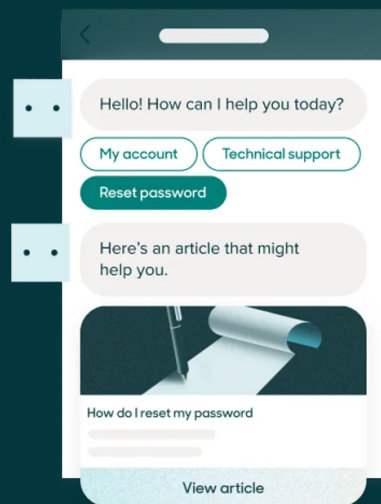 Hello! How can I help you today?
My account
Technical support
Reset password
Here's an article that might
help you.
How do I reset my password
View article